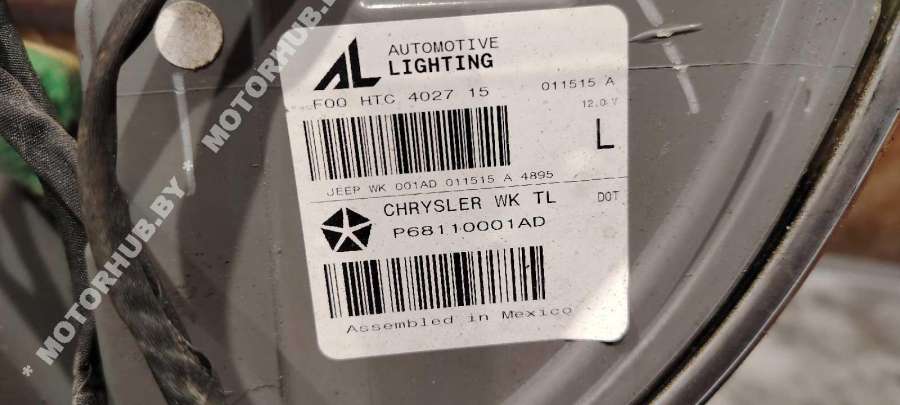 AL AUTOMOTIVE
LIGHTING
F00 HTC 4027 15 011515 A
12.0 V
L
JEEP WK 001AD 011515 A 4895
CHRYSLER WK TL DOT
P68110001AD
Assembled in Mexico
* MOTORHUB.BY * MOTORHUB.BY